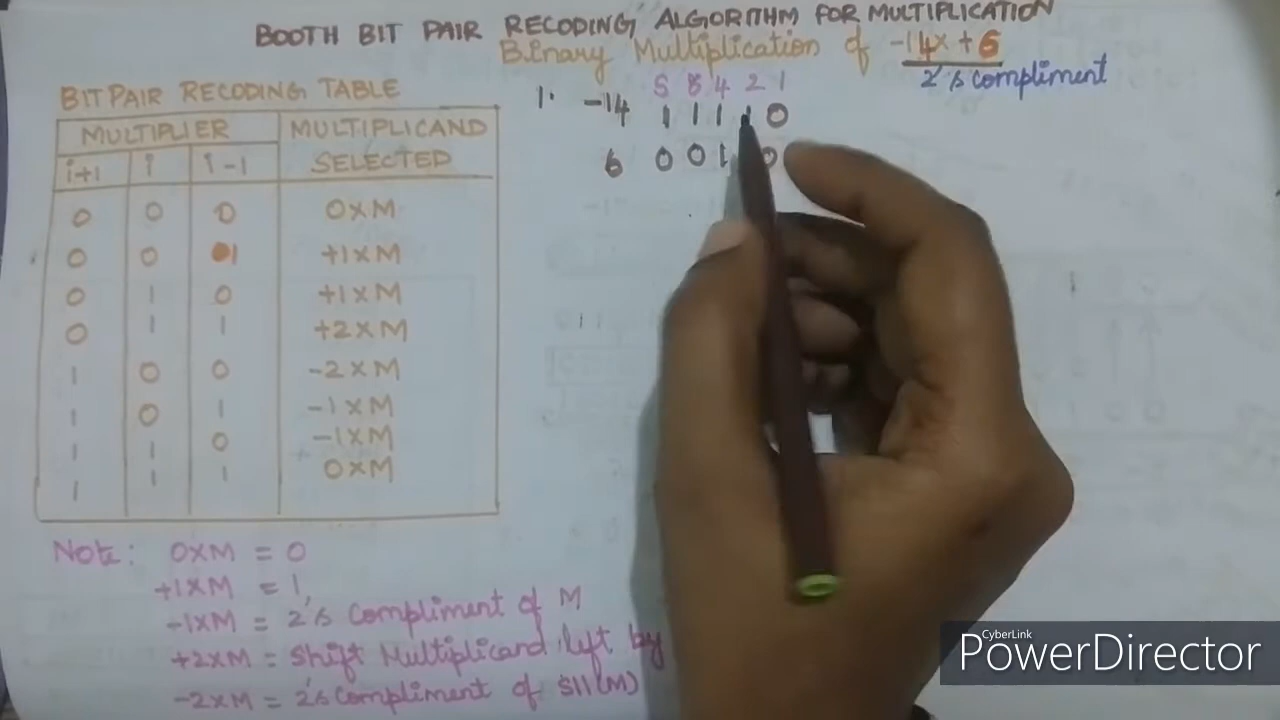 BOOTH BIT PAIR RECODING ALGORITHM FOR MULTIPLICATION
Binary Multiplication of -14x+6
2's compliment
BIT PAIR RECODING TABLE
MULTIPLIER MULTIPLICAND SELECTED
i+1 i i-1
0 0 0 0XM
0 0 1 +1XM
0 1 0 +1XM
0 1 1 +2XM
1 0 0 -2XM
1 0 1 -1XM
1 1 0 -1XM
1 1 1 0XM
Note: 0XM = 0
+1XM = 1,
-1XM = 2's Compliment of M
+2XM = Shift Multiplicand left by
-2XM = 2's Compliment of Sll(M)
S 8 4 2 1
1. -14 1 1 1 1 0
6 0 0 1 0
CyberLink
PowerDirector